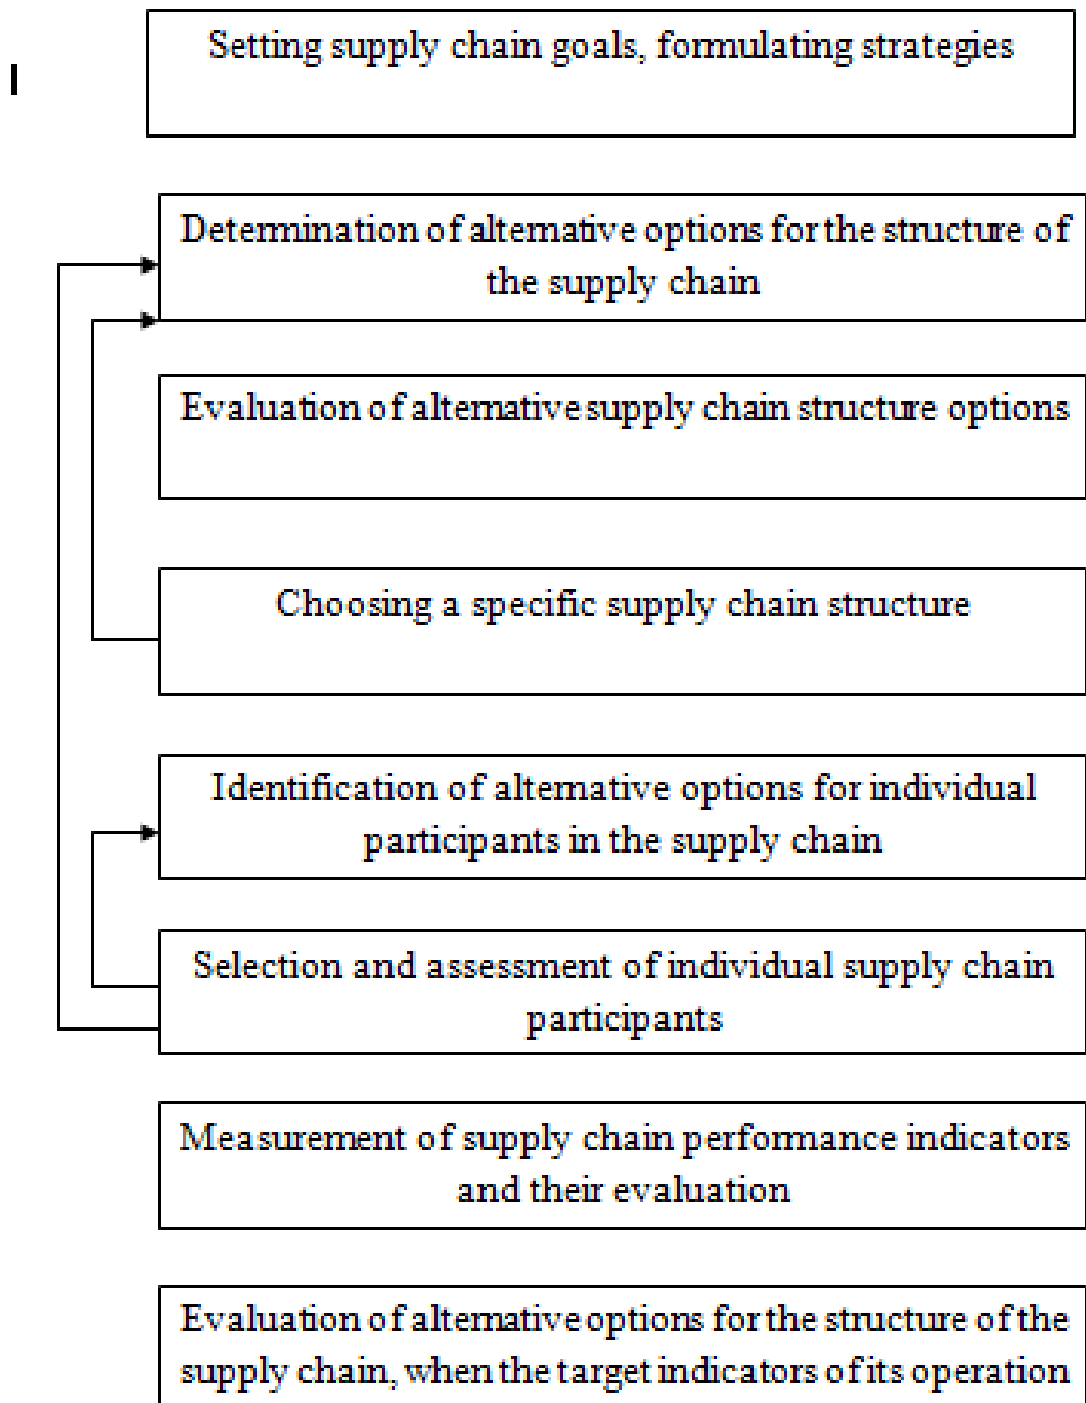 Setting supply chain goals, formulating strategies
I
Determination of alternative options for the structure of
the supply chain
Evaluation of alternative supply chain structure options
Choosing a specific supply chain structure
Identification of alternative options for individual
participants in the supply chain
Selection and assessment of individual supply chain
participants
Measurement of supply chain performance indicators
and their evaluation
Evaluation of alternative options for the structure of the
supply chain, when the target indicators of its operation